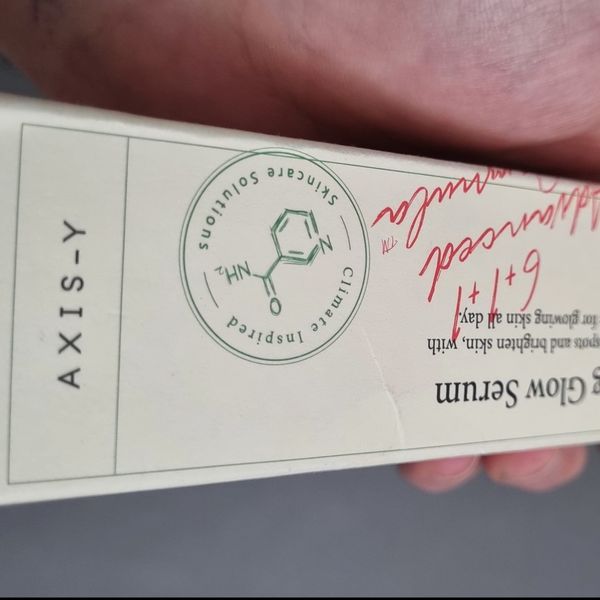 g Glow Serum
spots and brighten skin, with
for glowing skin all day.
6+1+1
Advanced
Formula™
Climate Inspired
Skincare Solutions
O
NH₂
N
AXIS-Y